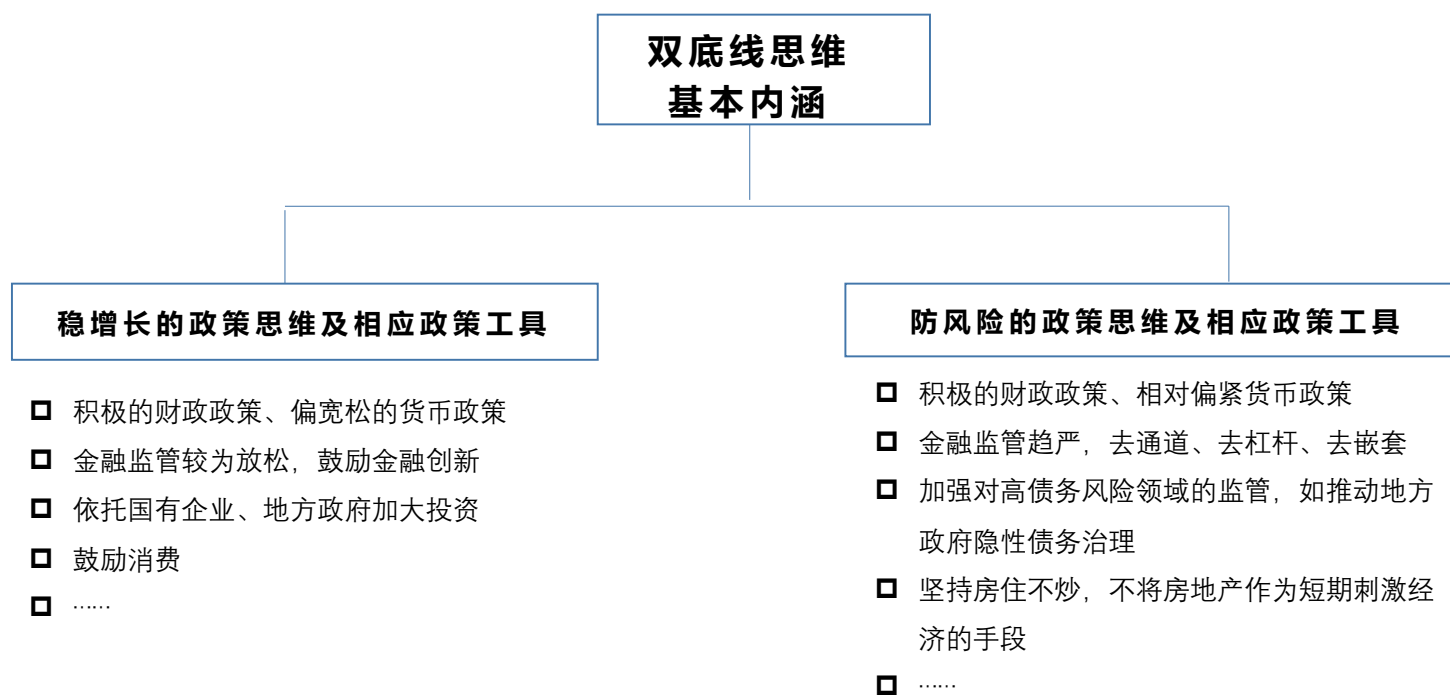 双底线思维
基本内涵
稳增长的政策思维及相应政策工具
积极的财政政策、偏宽松的货币政策
金融监管较为放松，鼓励金融创新
依托国有企业、地方政府加大投资
鼓励消费
……
防风险的政策思维及相应政策工具
积极的财政政策、相对偏紧货币政策
金融监管趋严，去通道、去杠杆、去嵌套
加强对高债务风险领域的监管，如推动地方
政府隐性债务治理
坚持房住不炒，不将房地产作为短期刺激经
济的手段
……